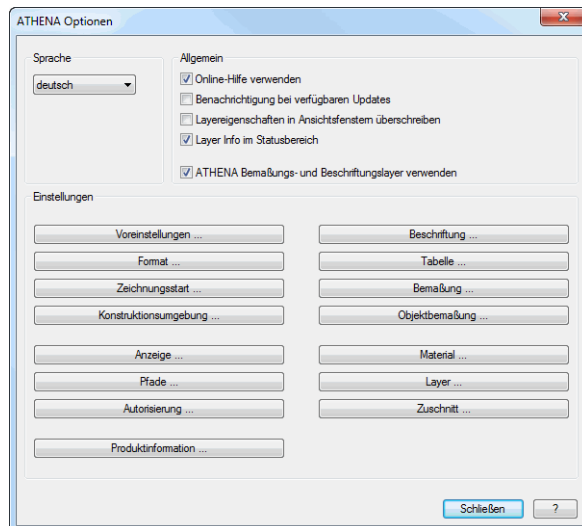 ATHENA Optionen
Sprache
deutsch
Allgemein
Online-Hilfe verwenden
Benachrichtigung bei verfügbaren Updates
Layereigenschaften in Ansichtsfenstern überschreiben
Layer Info im Statusbereich
ATHENA Bemaßungs- und Beschriftungslayer verwenden
Einstellungen
Voreinstellungen ...
Beschriftung ...
Format ...
Tabelle ...
Zeichnungsstart ...
Bemaßung ...
Konstruktionsumgebung ...
Objektbemaßung ...
Anzeige ...
Material ...
Pfade ...
Layer ...
Autorisierung ...
Zuschnitt ...
Produktinformation ...
Schließen
?